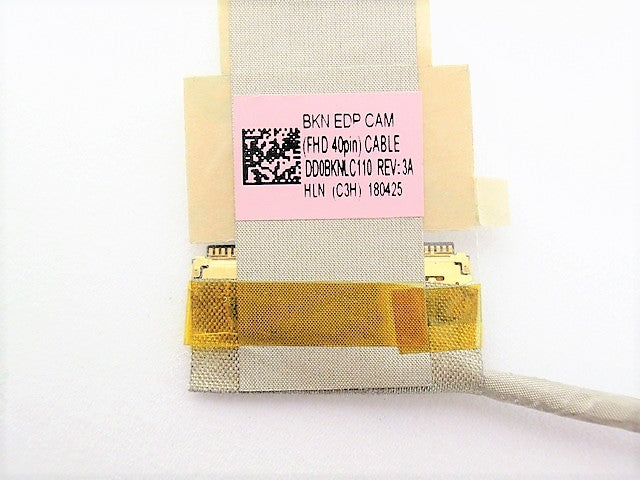 BKN EDP CAM
(FHD 40pin) CABLE
DD0BKNLC110 REV:3A
HLN (C3H) 180425